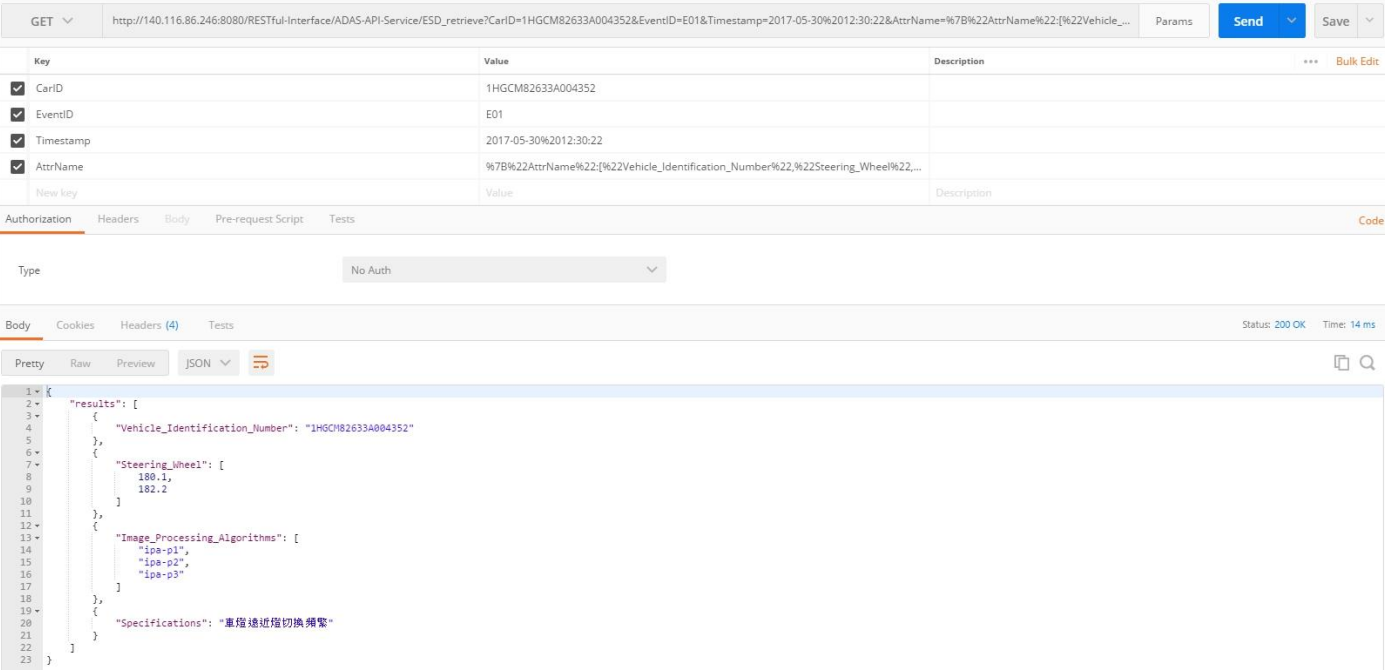 GET http://140.116.86.246:8080/RESTful-Interface/ADAS-API-Service/ESD_retrieve?CarID=1HGCM82633A004352&EventID=E01&Timestamp=2017-05-30%2012:30:22&AttrName=%7B%22AttrName%22:[%22Vehicle_... Params Send Save
Key Value Description ••• Bulk Edit
CarID 1HGCM82633A004352
EventID E01
Timestamp 2017-05-30%2012:30:22
AttrName %7B%22AttrName%22:[%22Vehicle_Identification_Number%22,%22Steering_Wheel%22,...
New key Value Description
Authorization Headers Body Pre-request Script Tests Code
Type No Auth
Body Cookies Headers (4) Tests Status: 200 OK Time: 14 ms
Pretty Raw Preview JSON
1 {
2 "results": [
3 {
4 "Vehicle_Identification_Number": "1HGCM82633A004352"
5 },
6 {
7 "Steering_Wheel": [
8 180.1,
9 182.2
10 ]
11 },
12 {
13 "Image_Processing_Algorithms": [
14 "ipa-p1",
15 "ipa-p2",
16 "ipa-p3"
17 ]
18 },
19 {
20 "Specifications": "車燈遠近燈切換頻繁"
21 }
22 ]
23 }